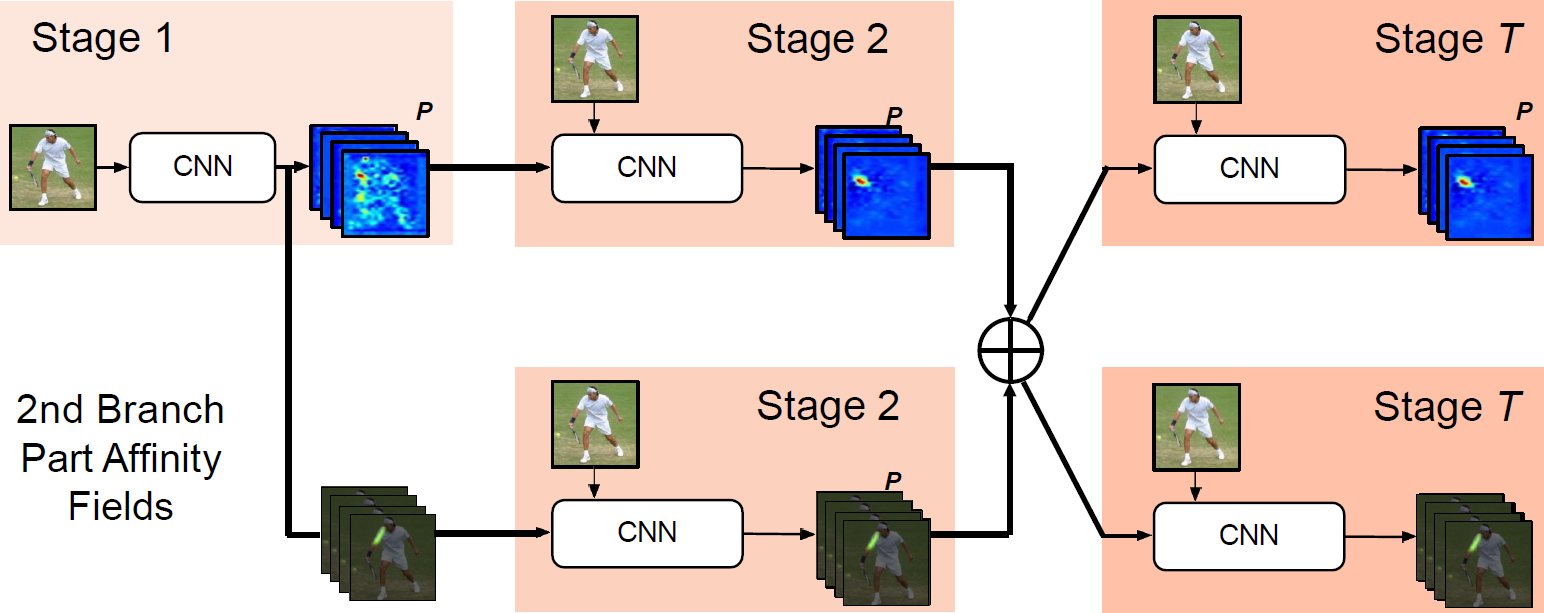 Stage 1
P
CNN
Stage 2
P
CNN
Stage T
P
CNN
2nd Branch
Part Affinity
Fields
Stage 2
P
CNN
Stage T
CNN